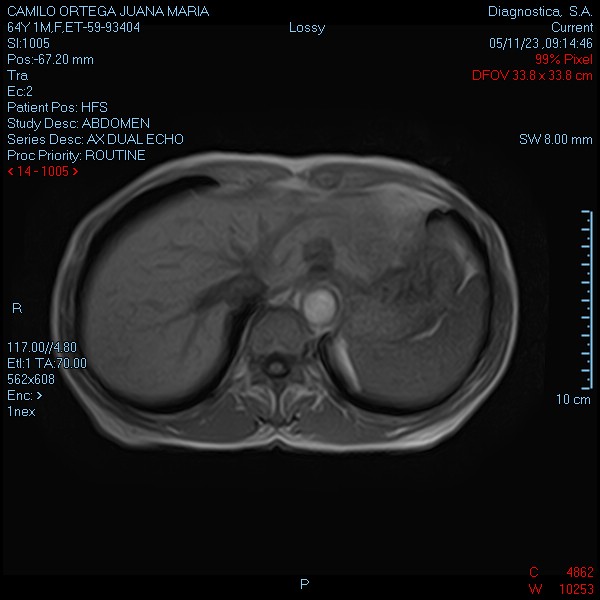 CAMILO ORTEGA JUANA MARIA
64Y 1M,F,ET-59-93404
SI:1005
Pos:-67.20 mm
Tra
Ec:2
Patient Pos: HFS
Study Desc: ABDOMEN
Series Desc: AX DUAL ECHO
Proc Priority: ROUTINE
< 14 - 1005 >
Lossy
Diagnostica, S.A.
Current
05/11/23 ,09:14:46
99% Pixel
DFOV 33.8 x 33.8 cm
SW 8.00 mm
R
117.00//4.80
Etl:1 TA:70.00
562x608
Enc: >
1nex
10 cm
P
C 4862
W 10253